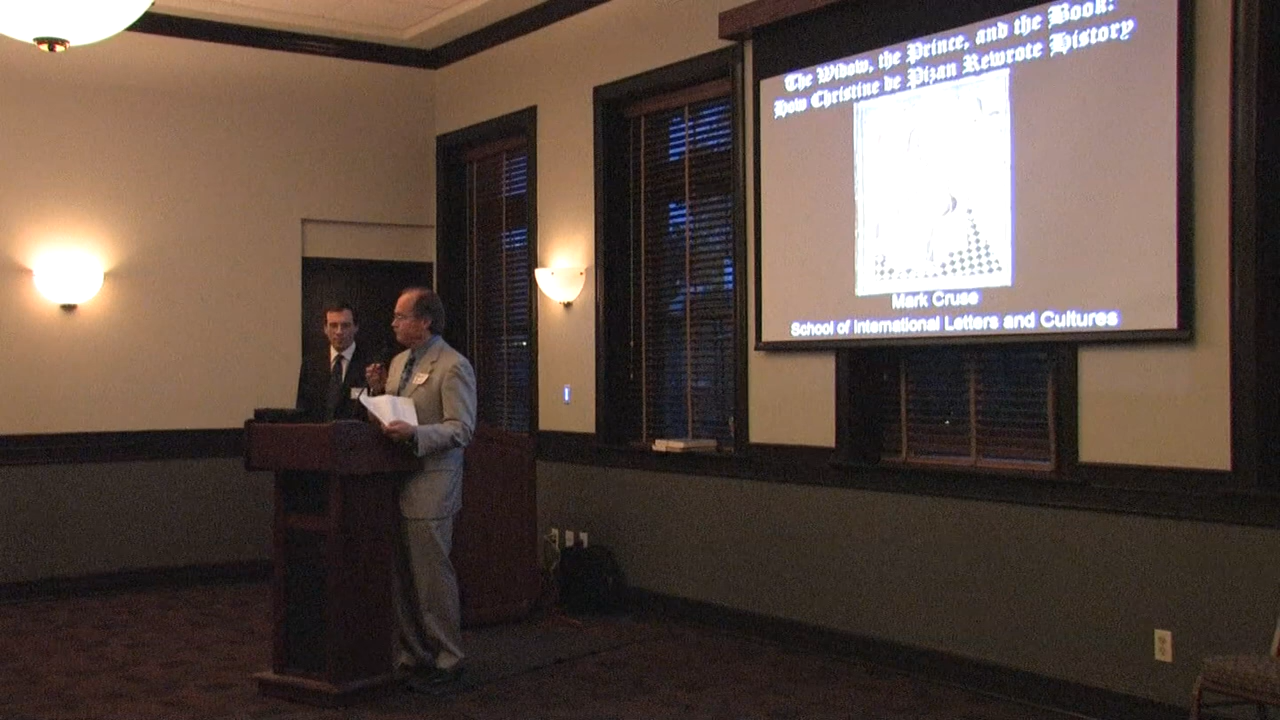 The Widow, the Prince, and the Book:
How Christine de Pizan Rewrote History
Mark Cruse
School of International Letters and Cultures